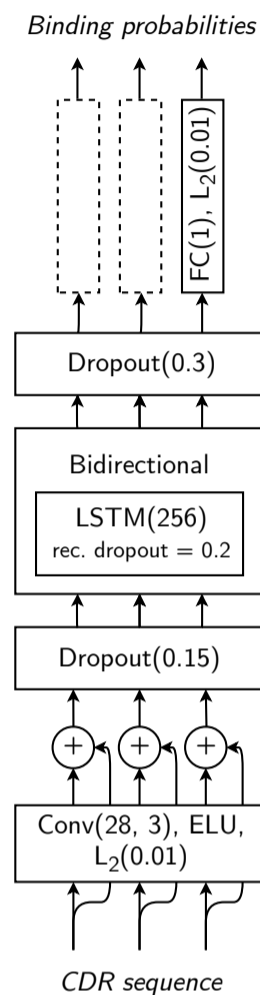 Binding probabilities
FC(1), L₂(0.01)
Dropout(0.3)
Bidirectional
LSTM(256)
rec. dropout = 0.2
Dropout(0.15)
+ + +
Conv(28, 3), ELU,
L₂(0.01)
CDR sequence